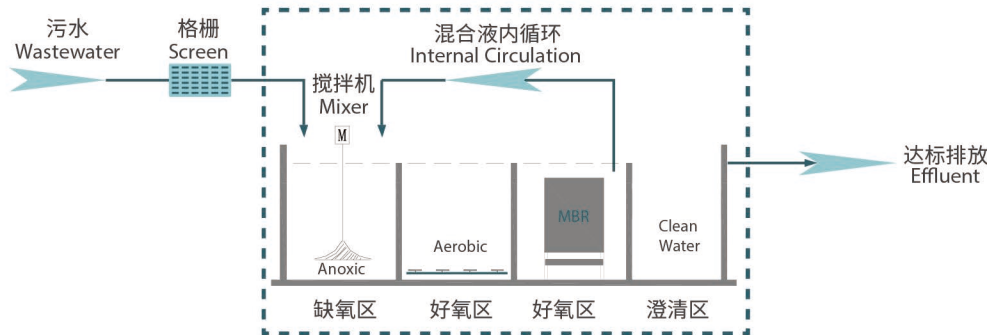 污水
Wastewater
格栅
Screen
混合液内循环
Internal Circulation
搅拌机
Mixer
M
达标排放
Effluent
MBR
Clean
Water
Aerobic
Anoxic
缺氧区
好氧区
好氧区
澄清区